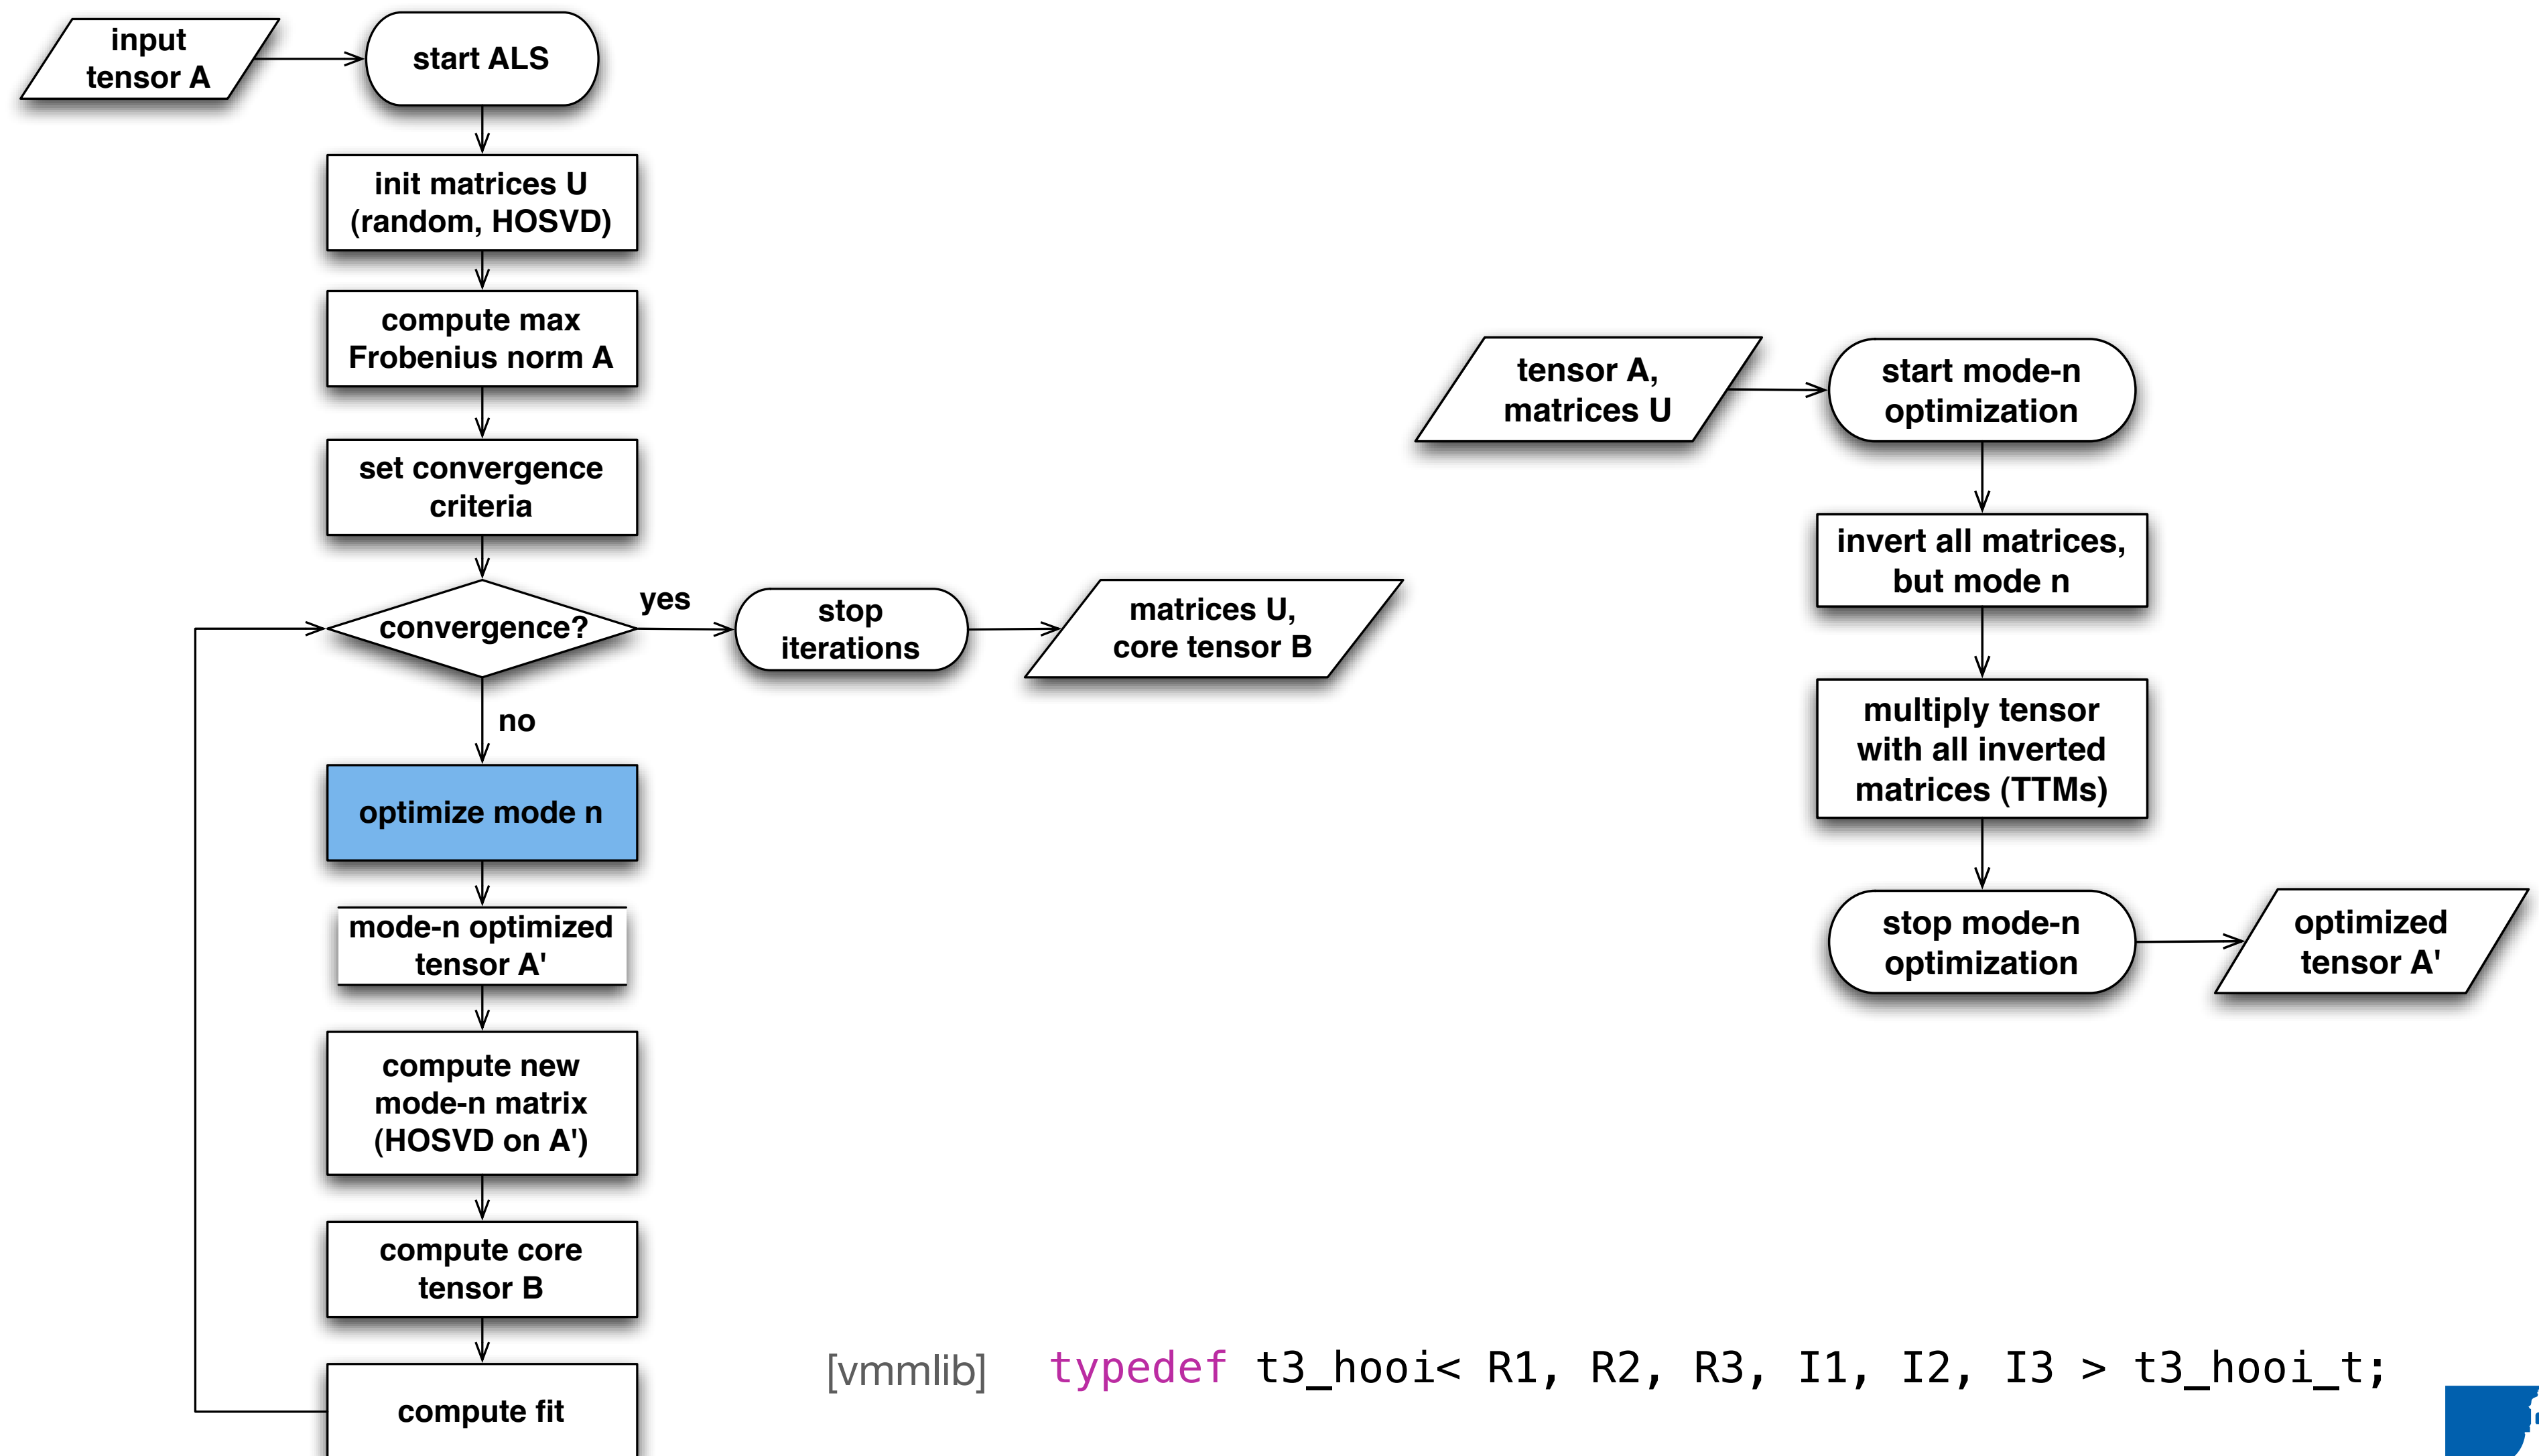 input
tensor A
start ALS
init matrices U
(random, HOSVD)
compute max
Frobenius norm A
set convergence
criteria
convergence?
yes
stop
iterations
matrices U,
core tensor B
no
optimize mode n
mode-n optimized
tensor A'
compute new
mode-n matrix
(HOSVD on A')
compute core
tensor B
compute fit
tensor A,
matrices U
start mode-n
optimization
invert all matrices,
but mode n
multiply tensor
with all inverted
matrices (TTMs)
stop mode-n
optimization
optimized
tensor A'
[vmmlib] typedef t3_hooi< R1, R2, R3, I1, I2, I3 > t3_hooi_t;